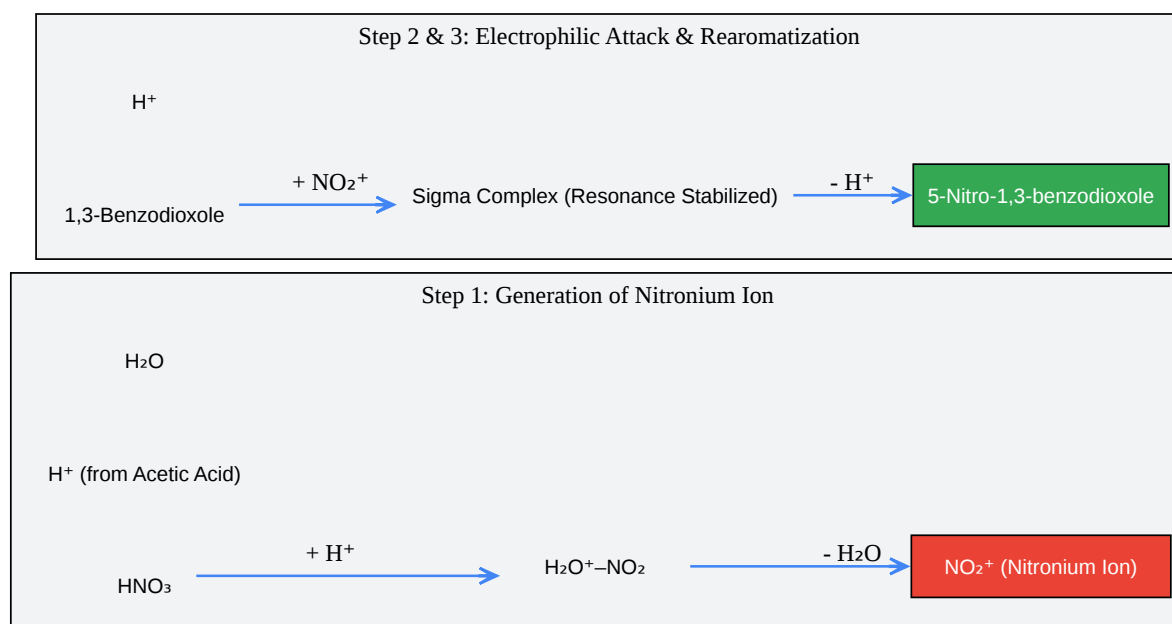 Step 2 & 3: Electrophilic Attack & Rearomatization
H⁺
+ NO₂⁺
- H⁺
1,3-Benzodioxole
Sigma Complex (Resonance Stabilized)
5-Nitro-1,3-benzodioxole
Step 1: Generation of Nitronium Ion
H₂O
H⁺ (from Acetic Acid)
+ H⁺
- H₂O
HNO₃
H₂O⁺–NO₂
NO₂⁺ (Nitronium Ion)